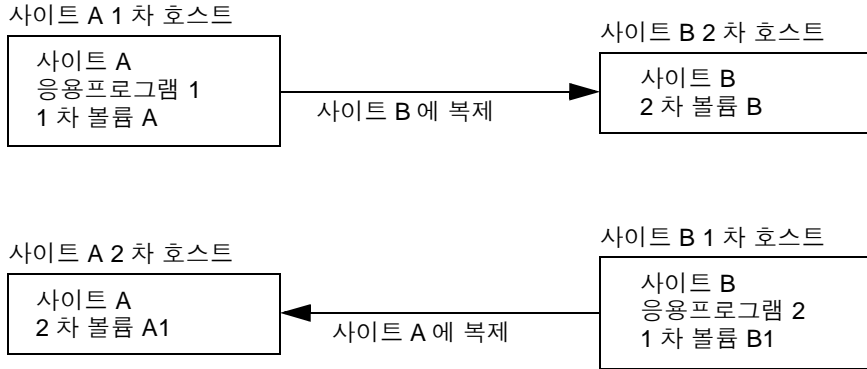 사이트 A 1 차 호스트
사이트 A
응용프로그램 1
1 차 볼륨 A
사이트 B 에 복제
사이트 B 2 차 호스트
사이트 B
2 차 볼륨 B
사이트 A 2 차 호스트
사이트 A
2 차 볼륨 A1
사이트 A 에 복제
사이트 B 1 차 호스트
사이트 B
응용프로그램 2
1 차 볼륨 B1